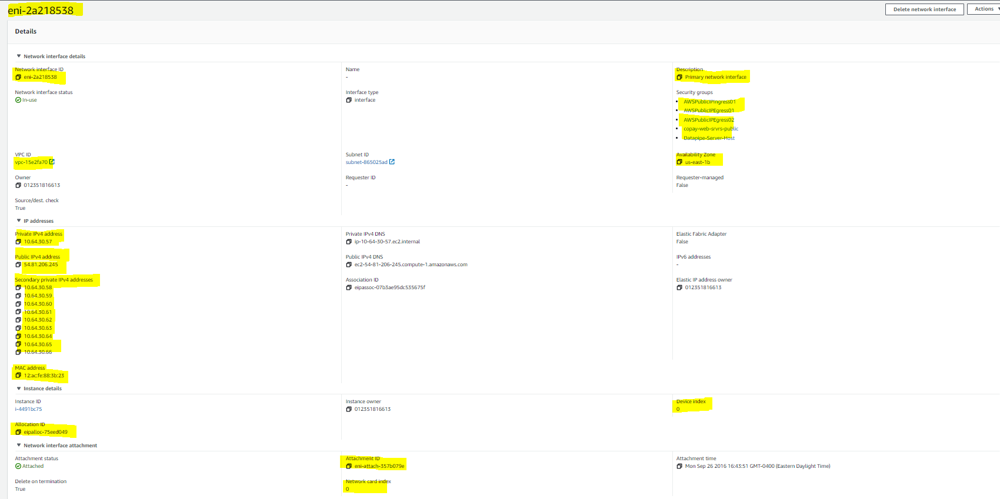 eni-2a218538
Delete network interface
Actions
Details
Network interface details
Network interface ID
eni-2a218538
Name
-
Description
Primary network interface
Network interface status
In-use
Interface type
interface
Security groups
AWSPublicIPIngress01
AWSPublicIPEgress01
AWSPublicIPEgress02
copay-web-srvrs-public
Datapipe-Server-Host
VPC ID
vpc-15e2fa70
Subnet ID
subnet-865025ad
Availability Zone
us-east-1b
Owner
012351816613
Requester ID
-
Requester-managed
False
Source/dest. check
True
IP addresses
Private IPv4 address
10.64.30.57
Private IPv4 DNS
ip-10-64-30-57.ec2.internal
Elastic Fabric Adapter
False
Public IPv4 address
54.81.206.245
Public IPv4 DNS
ec2-54-81-206-245.compute-1.amazonaws.com
IPv6 addresses
-
Secondary private IPv4 addresses
10.64.30.58
10.64.30.59
10.64.30.60
10.64.30.61
10.64.30.62
10.64.30.63
10.64.30.64
10.64.30.65
10.64.30.66
Association ID
eipassoc-07b3ae95dc535675f
Elastic IP address owner
012351816613
MAC address
12:ac:fe:88:3b:23
Instance details
Instance ID
i-4491bc75
Instance owner
012351816613
Device index
0
Allocation ID
eipalloc-75eed049
Network interface attachment
Attachment status
Attached
Attachment ID
eni-attach-357b079e
Attachment time
Mon Sep 26 2016 16:43:51 GMT-0400 (Eastern Daylight Time)
Delete on termination
True
Network card index
0